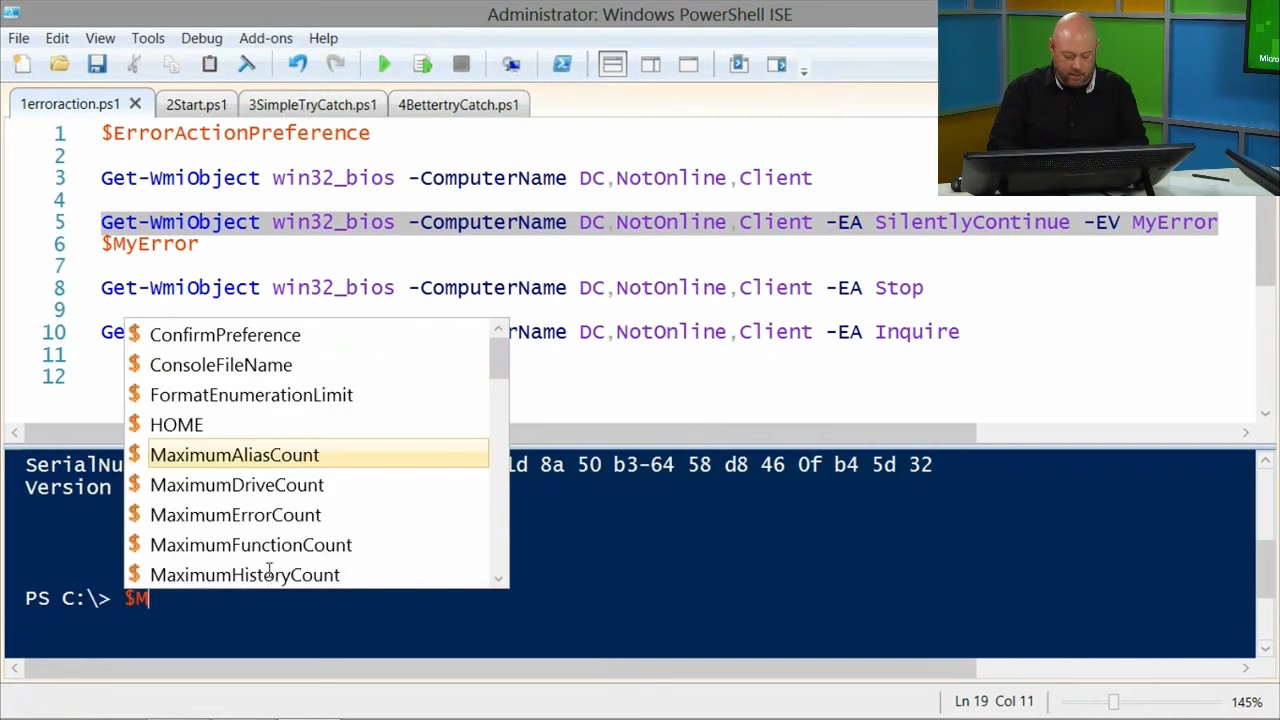 Administrator: Windows PowerShell ISE
File Edit View Tools Debug Add-ons Help
Micro
1erroraction.ps1 2Start.ps1 3SimpleTryCatch.ps1 4BettertryCatch.ps1
1 $ErrorActionPreference
2
3 Get-WmiObject win32_bios -ComputerName DC,NotOnline,Client
4
5 Get-WmiObject win32_bios -ComputerName DC,NotOnline,Client -EA SilentlyContinue -EV MyError
6 $MyError
7
8 Get-WmiObject win32_bios -ComputerName DC,NotOnline,Client -EA Stop
9
10 Ge rName DC,NotOnline,Client -EA Inquire
11
12
ConfirmPreference
ConsoleFileName
FormatEnumerationLimit
HOME
MaximumAliasCount
MaximumDriveCount
MaximumErrorCount
MaximumFunctionCount
MaximumHistoryCount
SerialNu 1d 8a 50 b3-64 58 d8 46 0f b4 5d 32
Version
PS C:\> $M
Ln 19 Col 11 145%